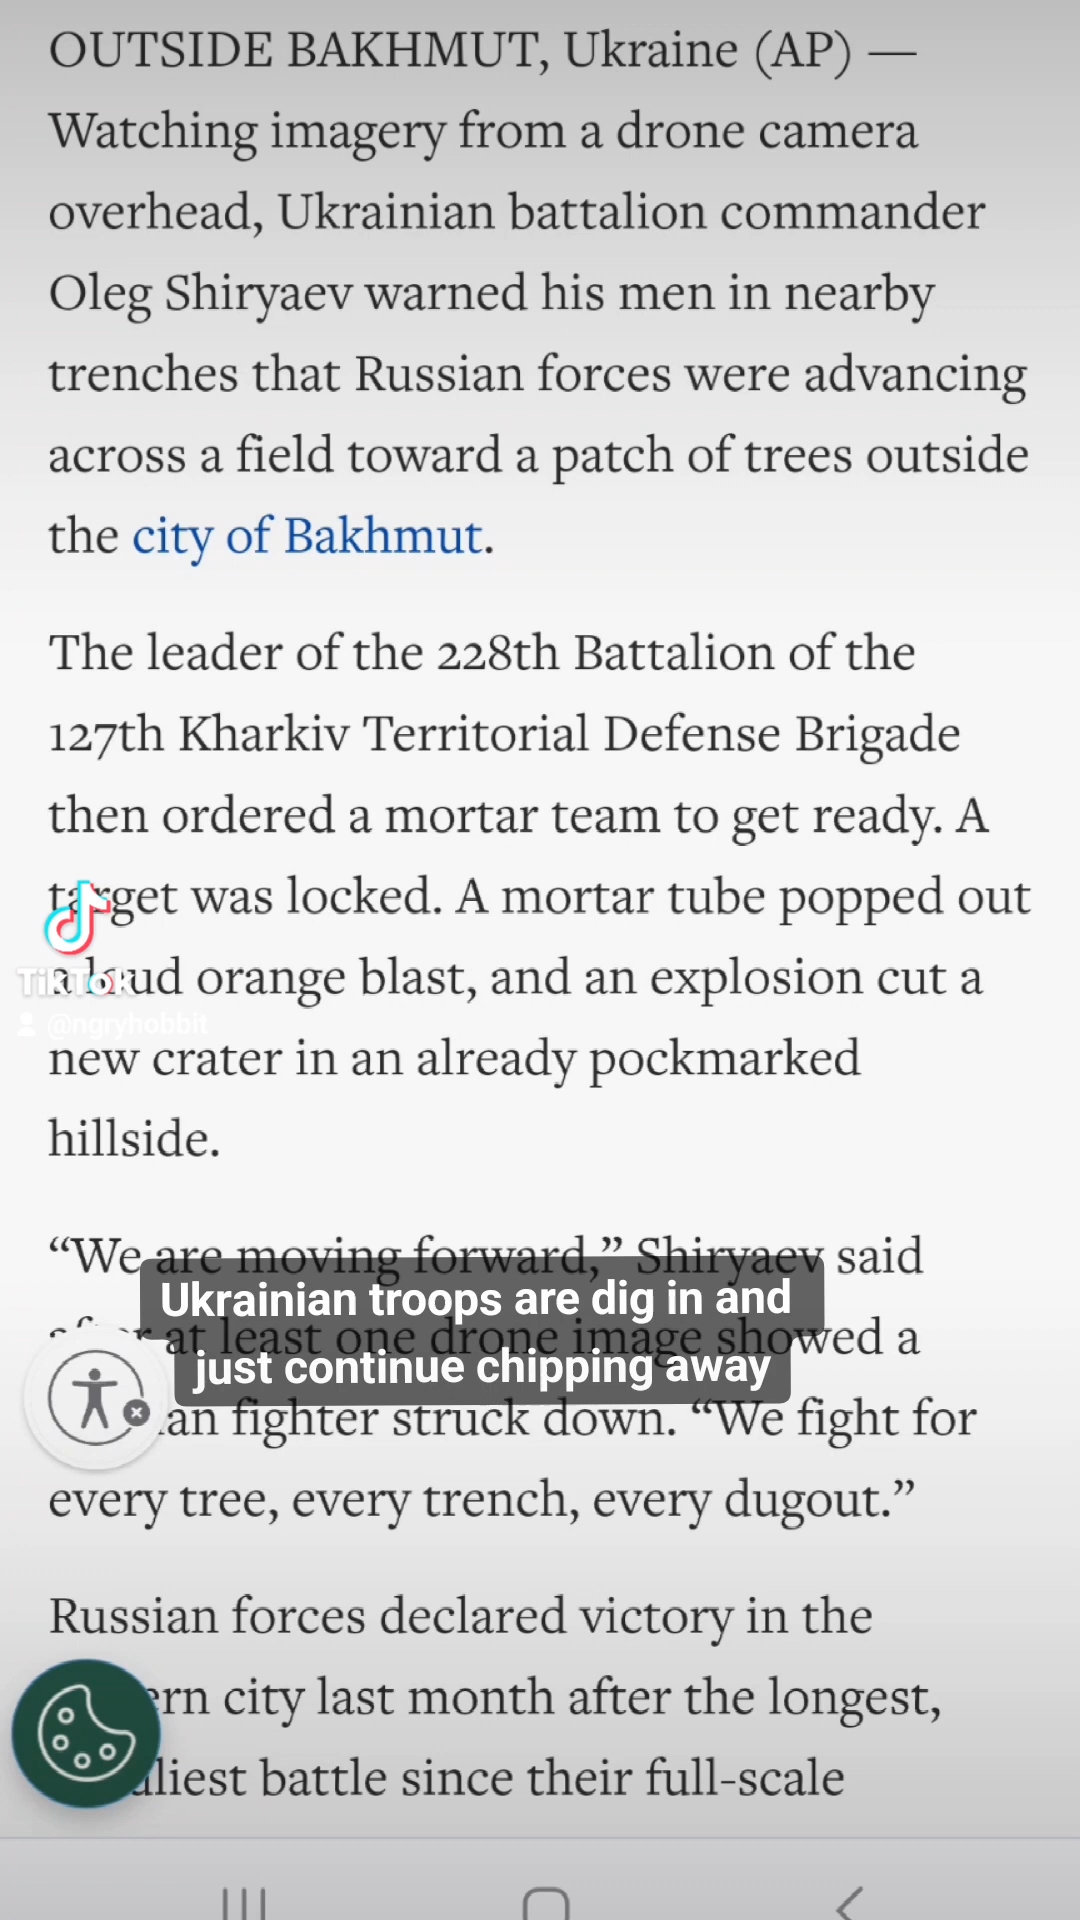 OUTSIDE BAKHMUT, Ukraine (AP) —
Watching imagery from a drone camera
overhead, Ukrainian battalion commander
Oleg Shiryaev warned his men in nearby
trenches that Russian forces were advancing
across a field toward a patch of trees outside
the city of Bakhmut.
The leader of the 228th Battalion of the
127th Kharkiv Territorial Defense Brigade
then ordered a mortar team to get ready. A
target was locked. A mortar tube popped out
a loud orange blast, and an explosion cut a
TikTok
@ngryhobbit
new crater in an already pockmarked
hillside.
“We are moving forward,” Shiryaev said
Ukrainian troops are dig in and
after at least one drone image showed a
just continue chipping away
fighter struck down. “We fight for
every tree, every trench, every dugout.”
Russian forces declared victory in the
city last month after the longest,
battle since their full-scale